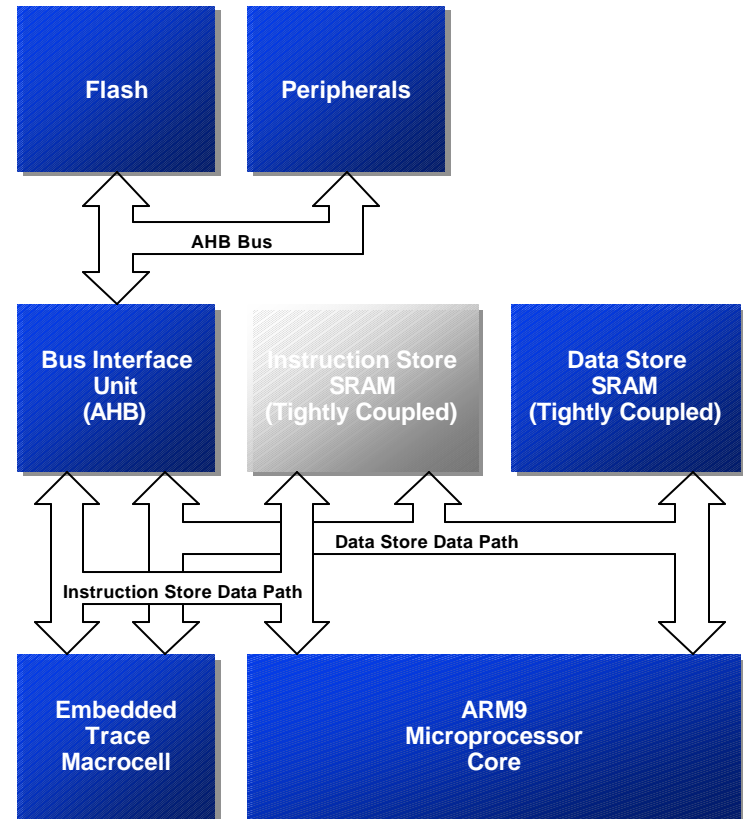 Flash
Peripherals
AHB Bus
Bus Interface
Unit
(AHB)
Instruction Store
SRAM
(Tightly Coupled)
Data Store
SRAM
(Tightly Coupled)
Data Store Data Path
Instruction Store Data Path
Embedded
Trace
Macrocell
ARM9
Microprocessor
Core